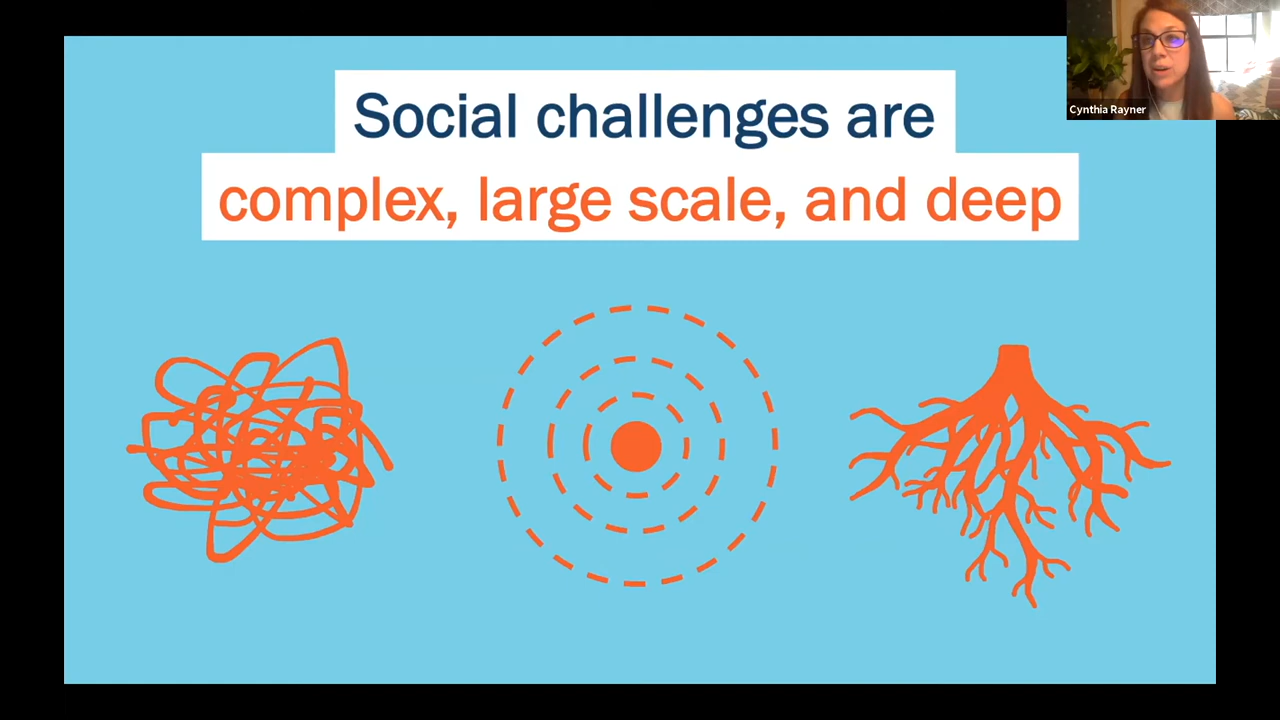 Social challenges are
complex, large scale, and deep
Cynthia Rayner